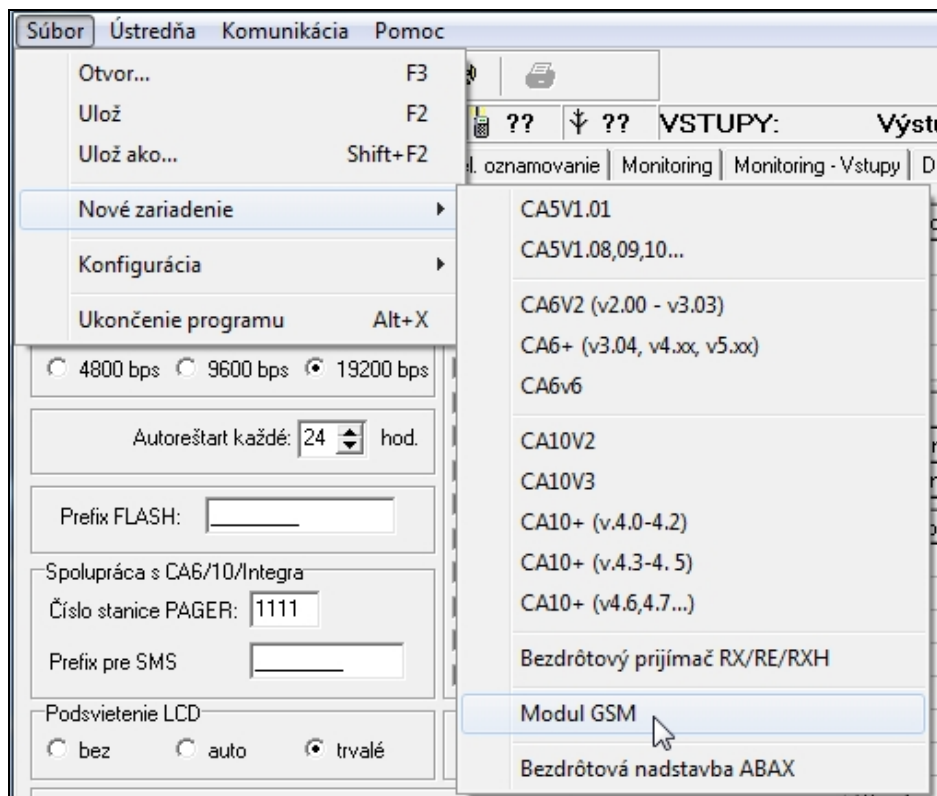 Súbor Ústredňa Komunikácia Pomoc
Otvor... F3
Ulož F2
Ulož ako... Shift+F2
Nové zariadenie
Konfigurácia
Ukončenie programu Alt+X
?? ?? VSTUPY:
oznamovanie Monitoring Monitoring - Vstupy D
CA5V1.01
CA5V1.08,09,10...
CA6V2 (v2.00 - v3.03)
CA6+ (v3.04, v4.xx, v5.xx)
CA6v6
CA10V2
CA10V3
CA10+ (v.4.0-4.2)
CA10+ (v.4.3-4. 5)
CA10+ (v4.6,4.7...)
Bezdrôtový prijímač RX/RE/RXH
Modul GSM
Bezdrôtová nadstavba ABAX
4800 bps 9600 bps 19200 bps
Autoreštart každé: 24 hod.
Prefix FLASH:
Spolupráca s CA6/10/Integra
Číslo stanice PAGER: 1111
Prefix pre SMS
Podsvietenie LCD
bez auto trvalé